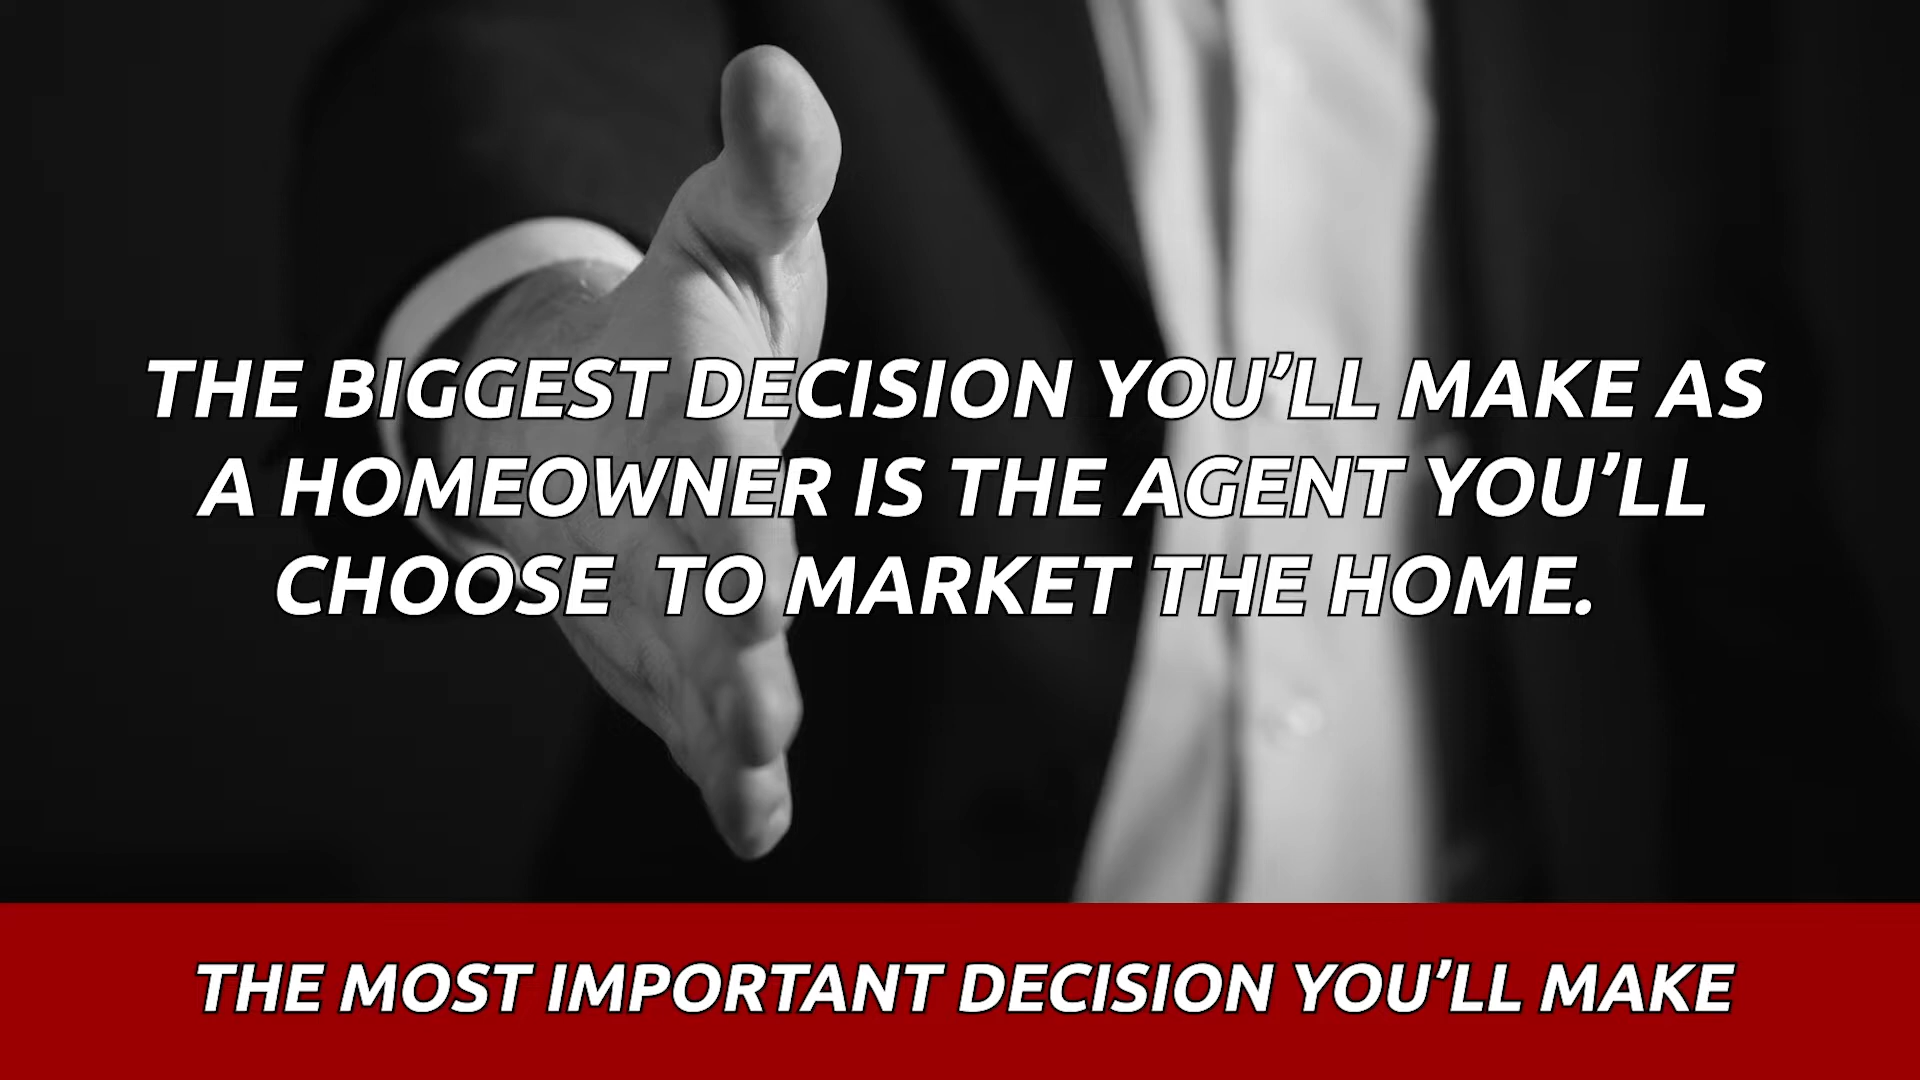 THE BIGGEST DECISION YOU’LL MAKE AS
A HOMEOWNER IS THE AGENT YOU’LL
CHOOSE  TO MARKET THE HOME.
THE MOST IMPORTANT DECISION YOU’LL MAKE